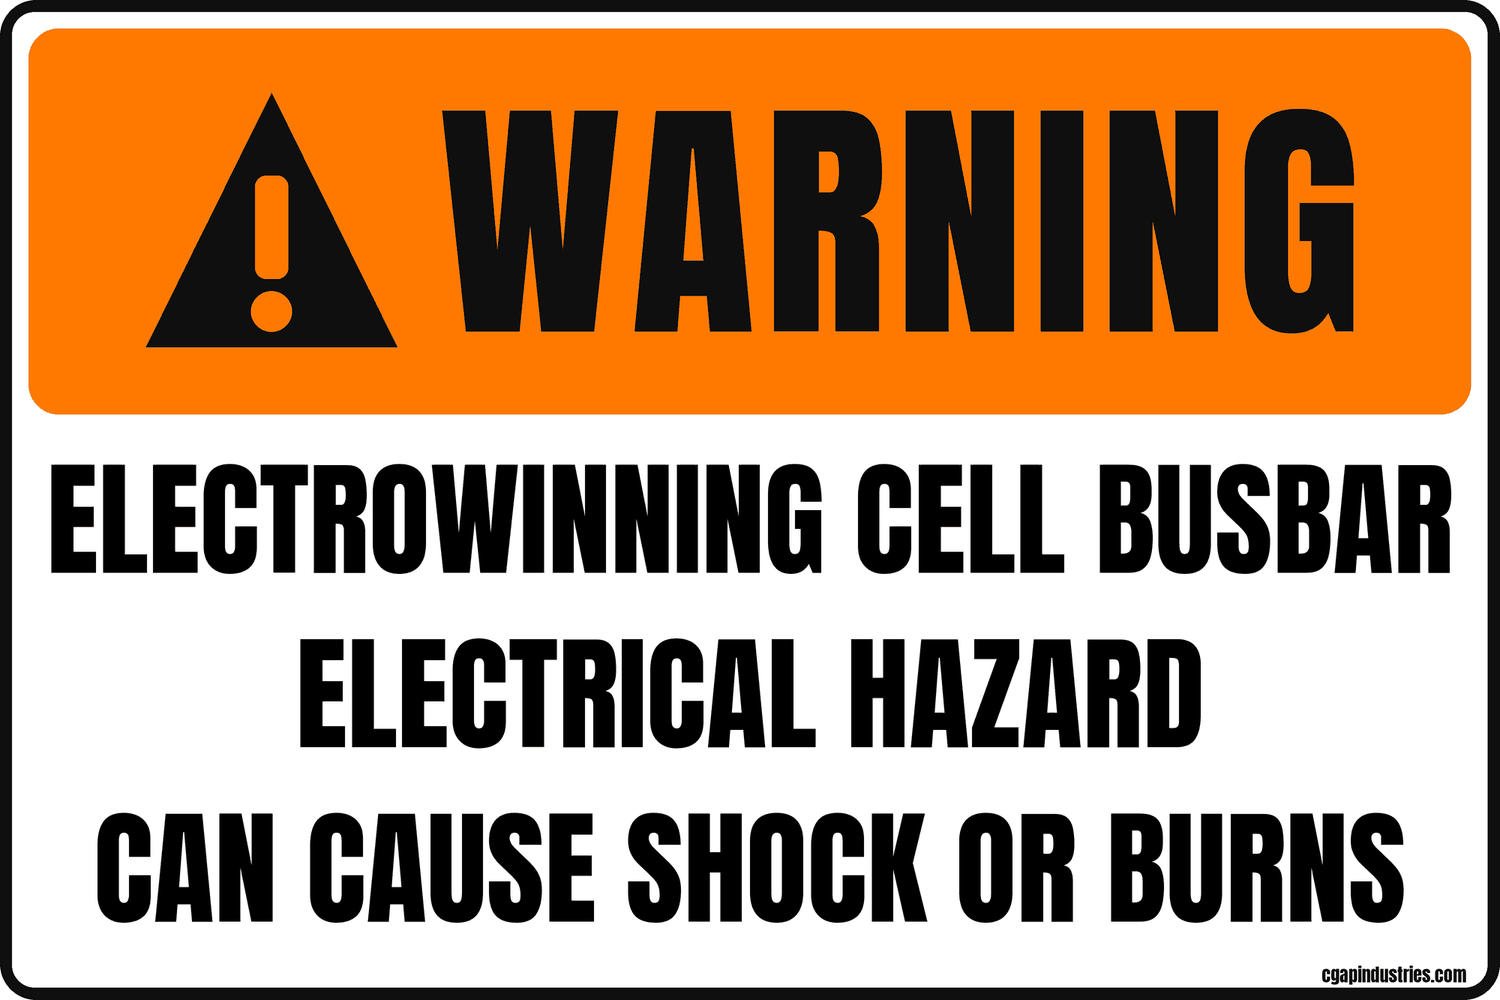 WARNING
ELECTROWINNING CELL BUSBAR
ELECTRICAL HAZARD
CAN CAUSE SHOCK OR BURNS
cgapindustries.com